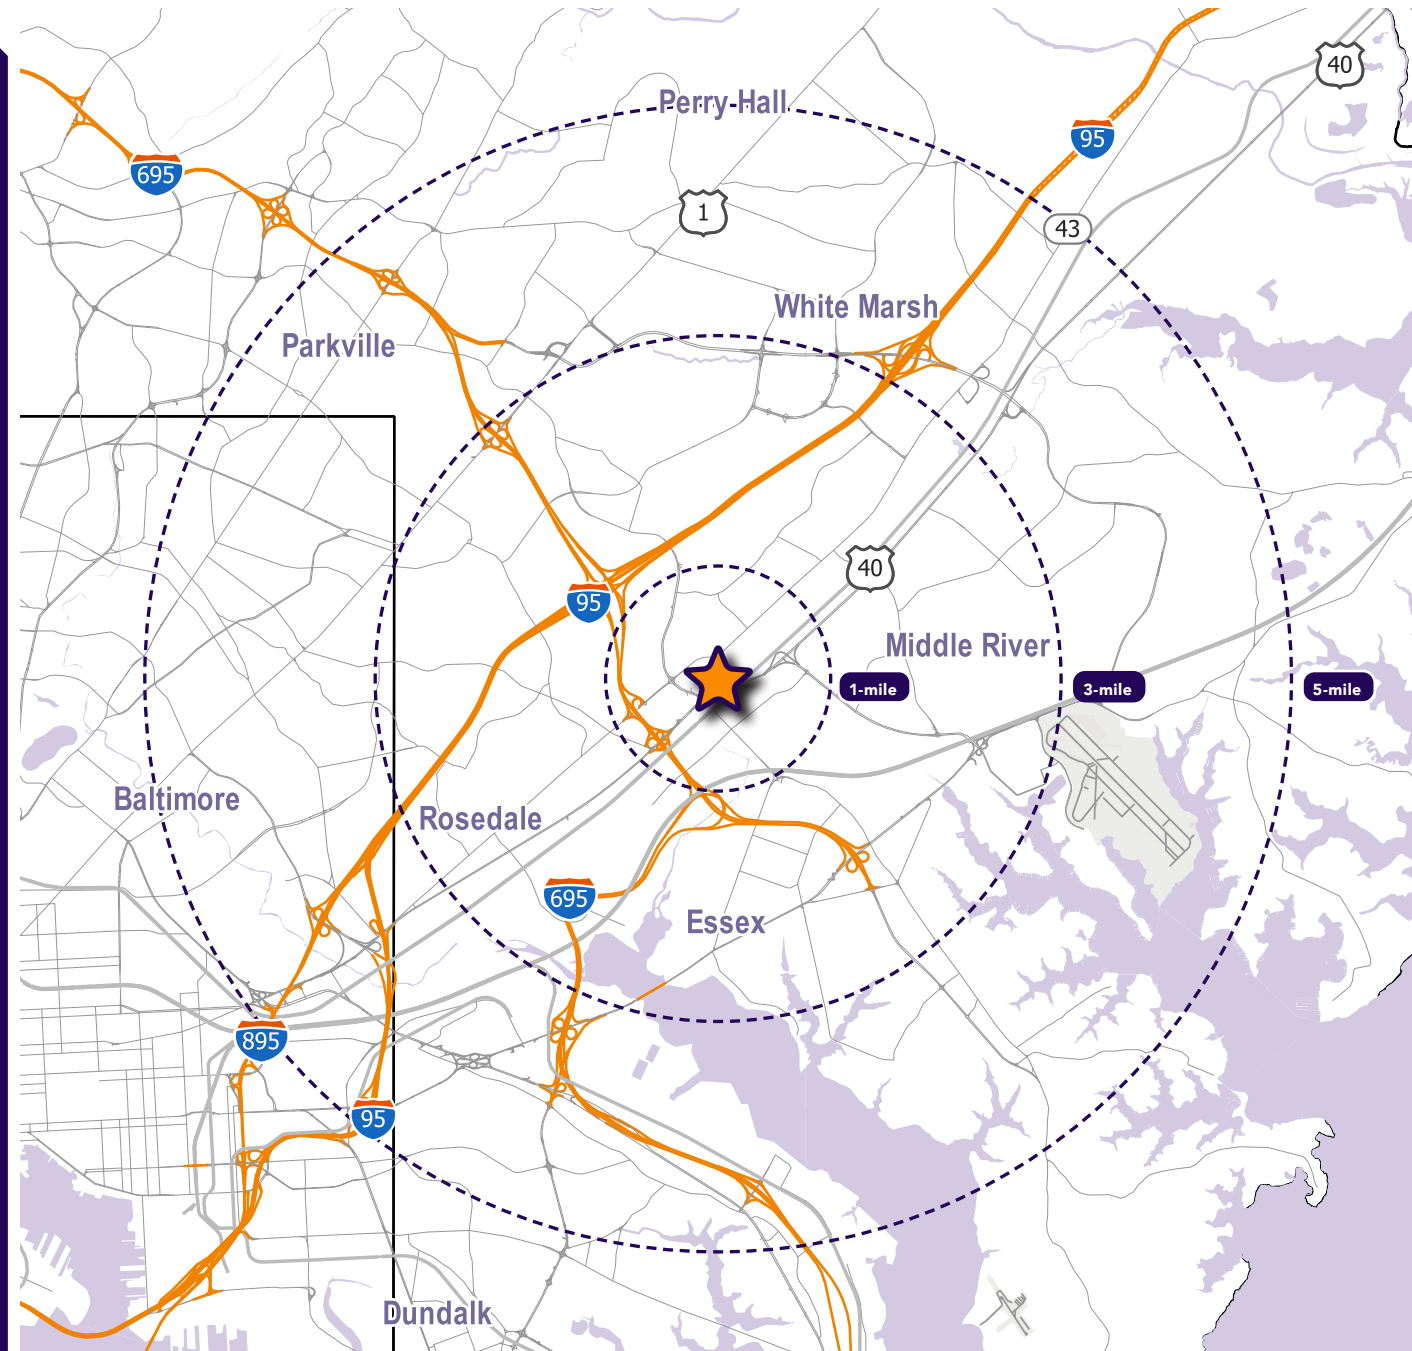 40
Perry Hall
95
695
1
43
White Marsh
Parkville
40
95
Middle River
1-mile
3-mile
5-mile
Baltimore
Rosedale
695
Essex
895
95
Dundalk